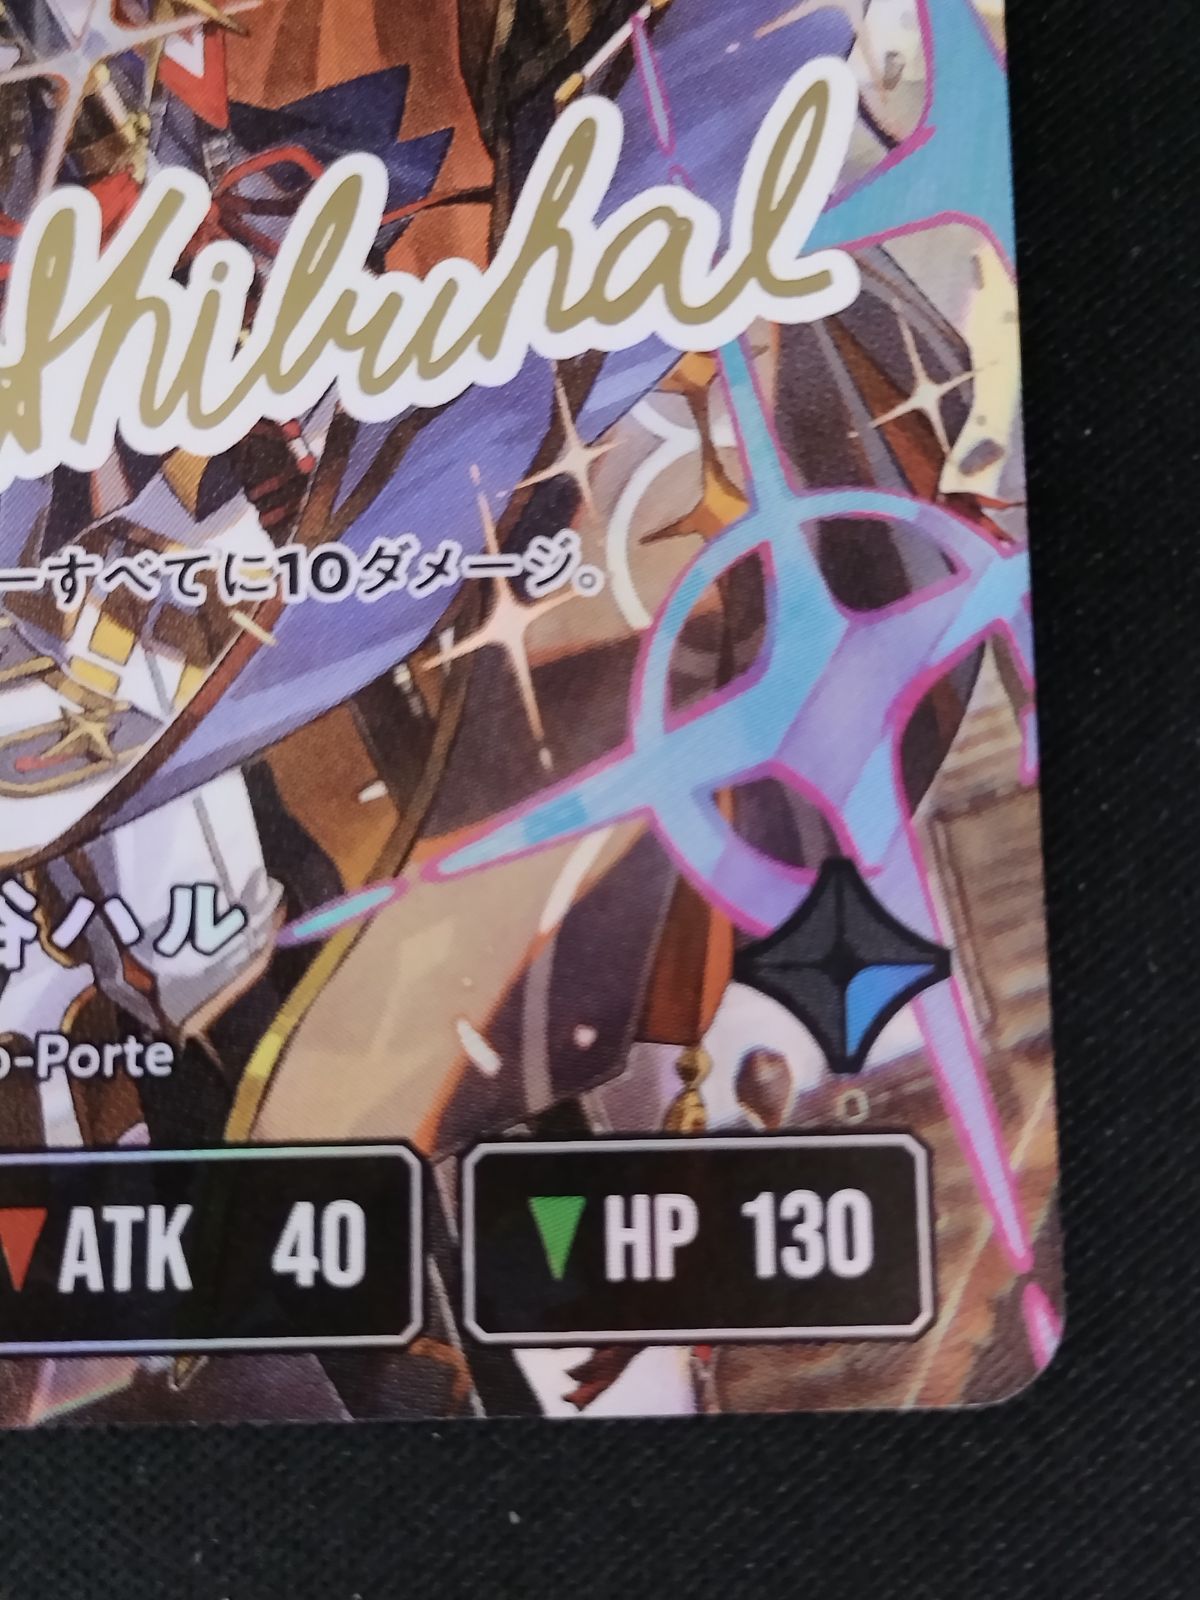 Shibuhal
ーすべてに10ダメージ。
谷ハル
o-Porte
ATK 40
HP 130